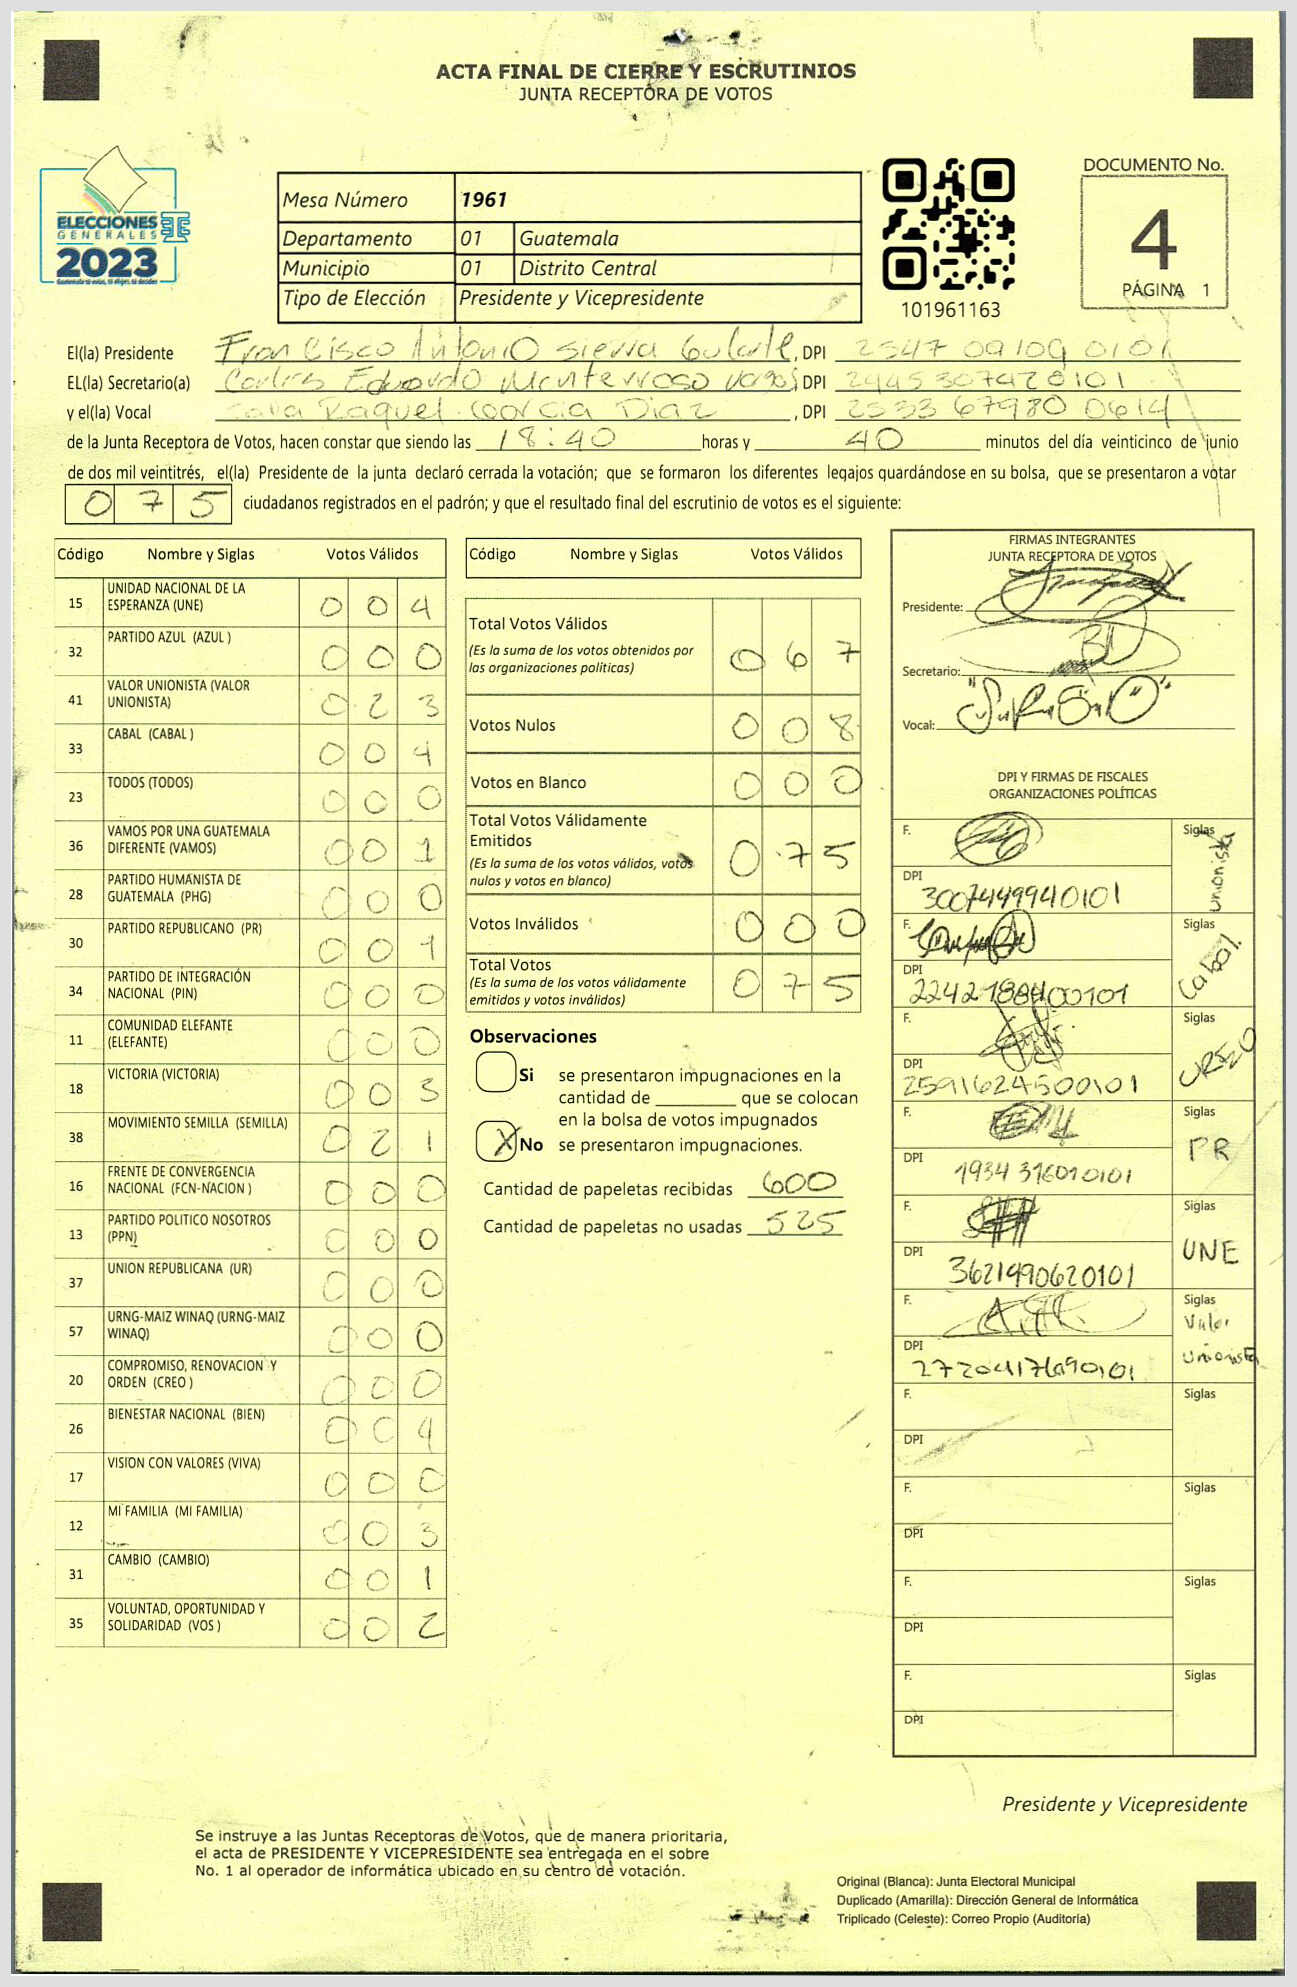 ACTA FINAL DE CIERRE Y ESCRUTINIOS
JUNTA RECEPTORA DE VOTOS
ELECCIONES
GENERALES
2023
Mesa Número 1961
Departamento 01 Guatemala
Municipio 01 Distrito Central
Tipo de Elección Presidente y Vicepresidente
101961163
DOCUMENTO No.
4
PÁGINA 1
El(la) Presidente Francisco Antonio Sierra , DPI 2547 09109 0101
EL(la) Secretario(a) Carlos Eduardo Monterroso , DPI 2445307420101
y el(la) Vocal Raquel Garcia Diaz , DPI 2533 67980 0614
de la Junta Receptora de Votos, hacen constar que siendo las 18:40 horas y 40 minutos del día veinticinco de junio
de dos mil veintitrés, el(la) Presidente de la junta declaró cerrada la votación; que se formaron los diferentes legajos quardándose en su bolsa, que se presentaron a votar
0 7 5 ciudadanos registrados en el padrón; y que el resultado final del escrutinio de votos es el siguiente:
Código Nombre y Siglas Votos Válidos
15 UNIDAD NACIONAL DE LA ESPERANZA (UNE) 0 0 4
32 PARTIDO AZUL (AZUL ) 0 0 0
41 VALOR UNIONISTA (VALOR UNIONISTA) 0 2 3
33 CABAL (CABAL ) 0 0 4
23 TODOS (TODOS) 0 0 0
36 VAMOS POR UNA GUATEMALA DIFERENTE (VAMOS) 0 0 1
28 PARTIDO HUMANISTA DE GUATEMALA (PHG) 0 0 0
30 PARTIDO REPUBLICANO (PR) 0 0 1
34 PARTIDO DE INTEGRACIÓN NACIONAL (PIN) 0 0 0
11 COMUNIDAD ELEFANTE (ELEFANTE) 0 0 0
18 VICTORIA (VICTORIA) 0 0 3
38 MOVIMIENTO SEMILLA (SEMILLA) 0 2 1
16 FRENTE DE CONVERGENCIA NACIONAL (FCN-NACION ) 0 0 0
13 PARTIDO POLITICO NOSOTROS (PPN) 0 0 0
37 UNION REPUBLICANA (UR) 0 0 0
57 URNG-MAIZ WINAQ (URNG-MAIZ WINAQ) 0 0 0
20 COMPROMISO, RENOVACION Y ORDEN (CREO ) 0 0 0
26 BIENESTAR NACIONAL (BIEN) 0 0 4
17 VISION CON VALORES (VIVA) 0 0 0
12 MI FAMILIA (MI FAMILIA) 0 0 3
31 CAMBIO (CAMBIO) 0 0 1
35 VOLUNTAD, OPORTUNIDAD Y SOLIDARIDAD (VOS ) 0 0 2
Código Nombre y Siglas Votos Válidos
Total Votos Válidos 0 6 7
(Es la suma de los votos obtenidos por
las organizaciones políticas)
Votos Nulos 0 0 8
Votos en Blanco 0 0 0
Total Votos Válidamente
Emitidos 0 7 5
(Es la suma de los votos válidos, votos
nulos y votos en blanco)
Votos Inválidos 0 0 0
Total Votos 0 7 5
(Es la suma de los votos válidamente
emitidos y votos inválidos)
Observaciones
Si se presentaron impugnaciones en la
cantidad de ________ que se colocan
en la bolsa de votos impugnados
X No se presentaron impugnaciones.
Cantidad de papeletas recibidas 600
Cantidad de papeletas no usadas 525
FIRMAS INTEGRANTES
JUNTA RECEPTORA DE VOTOS
Presidente:
Secretario:
Vocal:
DPI Y FIRMAS DE FISCALES
ORGANIZACIONES POLÍTICAS
F. Siglas unionista
DPI 3007449940101
F. Siglas Cabal
DPI
F. Siglas
DPI 2591624500101
F. Siglas PR
DPI 1934 316010101
F. Siglas UNE
DPI 3621490620101
F. Siglas Valor Unionista
DPI 2720417690101
F. Siglas
DPI
F. Siglas
DPI
F. Siglas
DPI
F. Siglas
DPI
Presidente y Vicepresidente
Se instruye a las Juntas Receptoras de Votos, que de manera prioritaria,
el acta de PRESIDENTE Y VICEPRESIDENTE sea entregada en el sobre
No. 1 al operador de informática ubicado en su centro de votación.
Original (Blanca): Junta Electoral Municipal
Duplicado (Amarilla): Dirección General de Informática
Triplicado (Celeste): Correo Propio (Auditoría)